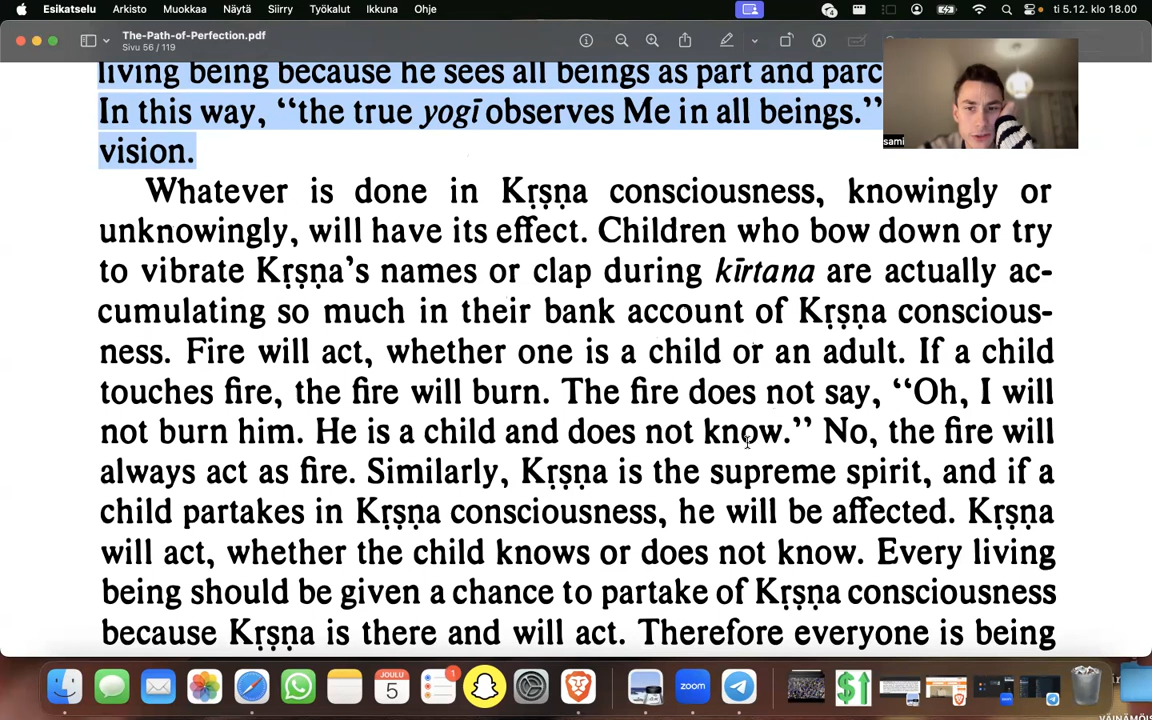 Esikatselu Arkisto Muokkaa Näytä Siirry Työkalut Ikkuna Ohje 4 ti 5.12. klo 18.00
The-Path-of-Perfection.pdf
Sivu 56 / 119
living being because he sees all beings as part and parc
In this way, “the true yogī observes Me in all beings.”
vision.
sami
Whatever is done in Kṛṣṇa consciousness, knowingly or
unknowingly, will have its effect. Children who bow down or try
to vibrate Kṛṣṇa’s names or clap during kīrtana are actually ac-
cumulating so much in their bank account of Kṛṣṇa conscious-
ness. Fire will act, whether one is a child or an adult. If a child
touches fire, the fire will burn. The fire does not say, “Oh, I will
not burn him. He is a child and does not know.” No, the fire will
always act as fire. Similarly, Kṛṣṇa is the supreme spirit, and if a
child partakes in Kṛṣṇa consciousness, he will be affected. Kṛṣṇa
will act, whether the child knows or does not know. Every living
being should be given a chance to partake of Kṛṣṇa consciousness
because Kṛṣṇa is there and will act. Therefore everyone is being
JOULU
5
1
zoom
VÄINÄMÖIS